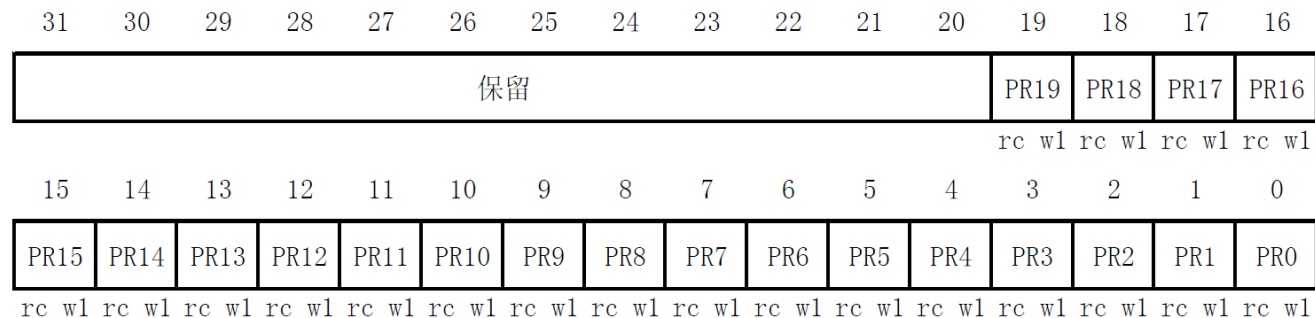 31 30 29 28 27 26 25 24 23 22 21 20 19 18 17 16
保留 PR19 PR18 PR17 PR16
rc w1 rc w1 rc w1 rc w1
15 14 13 12 11 10 9 8 7 6 5 4 3 2 1 0
PR15 PR14 PR13 PR12 PR11 PR10 PR9 PR8 PR7 PR6 PR5 PR4 PR3 PR2 PR1 PR0
rc w1 rc w1 rc w1 rc w1 rc w1 rc w1 rc w1 rc w1 rc w1 rc w1 rc w1 rc w1 rc w1 rc w1 rc w1 rc w1